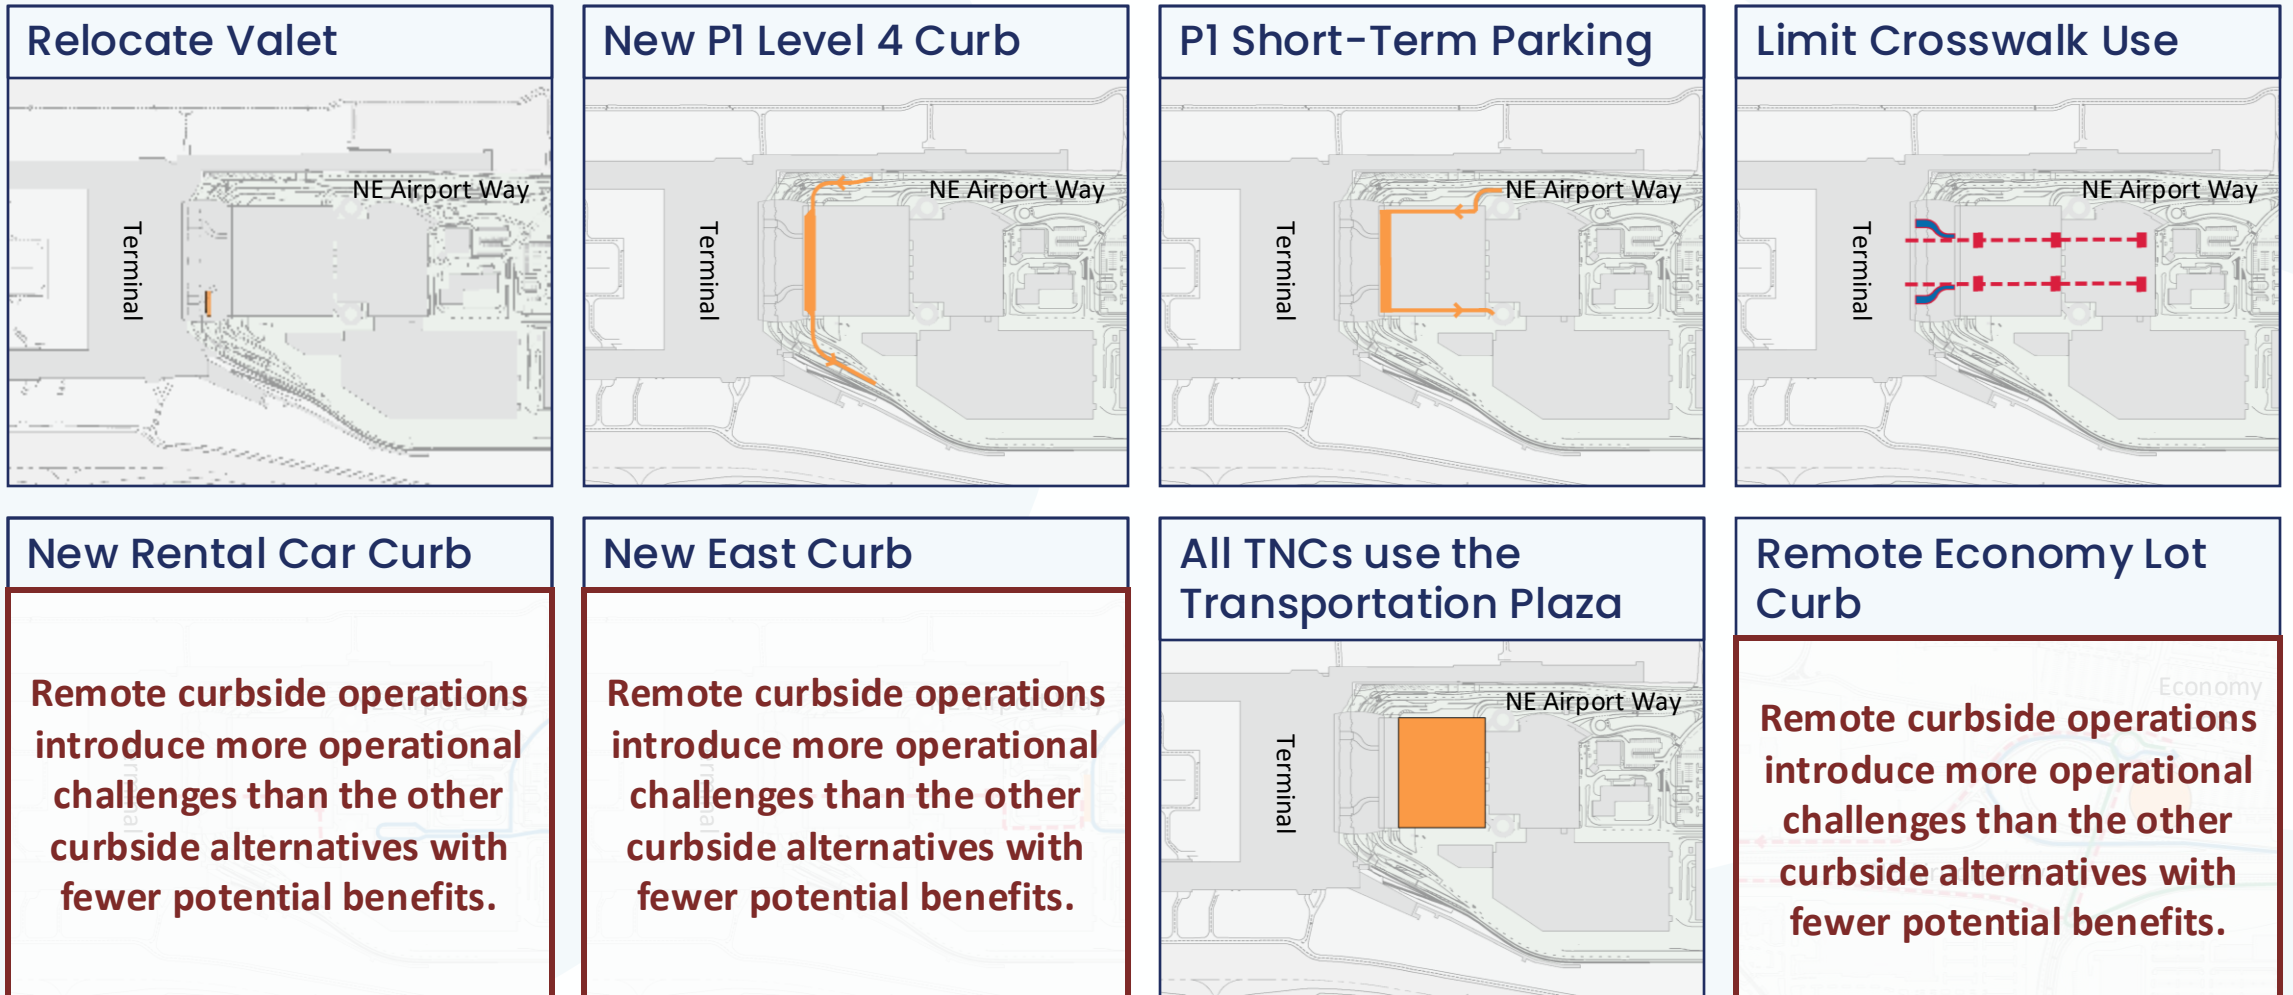 Relocate Valet
NE Airport Way
Terminal
New P1 Level 4 Curb
NE Airport Way
Terminal
P1 Short-Term Parking
NE Airport Way
Terminal
Limit Crosswalk Use
NE Airport Way
Terminal
New Rental Car Curb
Remote curbside operations
introduce more operational
challenges than the other
curbside alternatives with
fewer potential benefits.
New East Curb
Remote curbside operations
introduce more operational
challenges than the other
curbside alternatives with
fewer potential benefits.
All TNCs use the
Transportation Plaza
NE Airport Way
Terminal
Remote Economy Lot
Curb
Economy
Remote curbside operations
introduce more operational
challenges than the other
curbside alternatives with
fewer potential benefits.